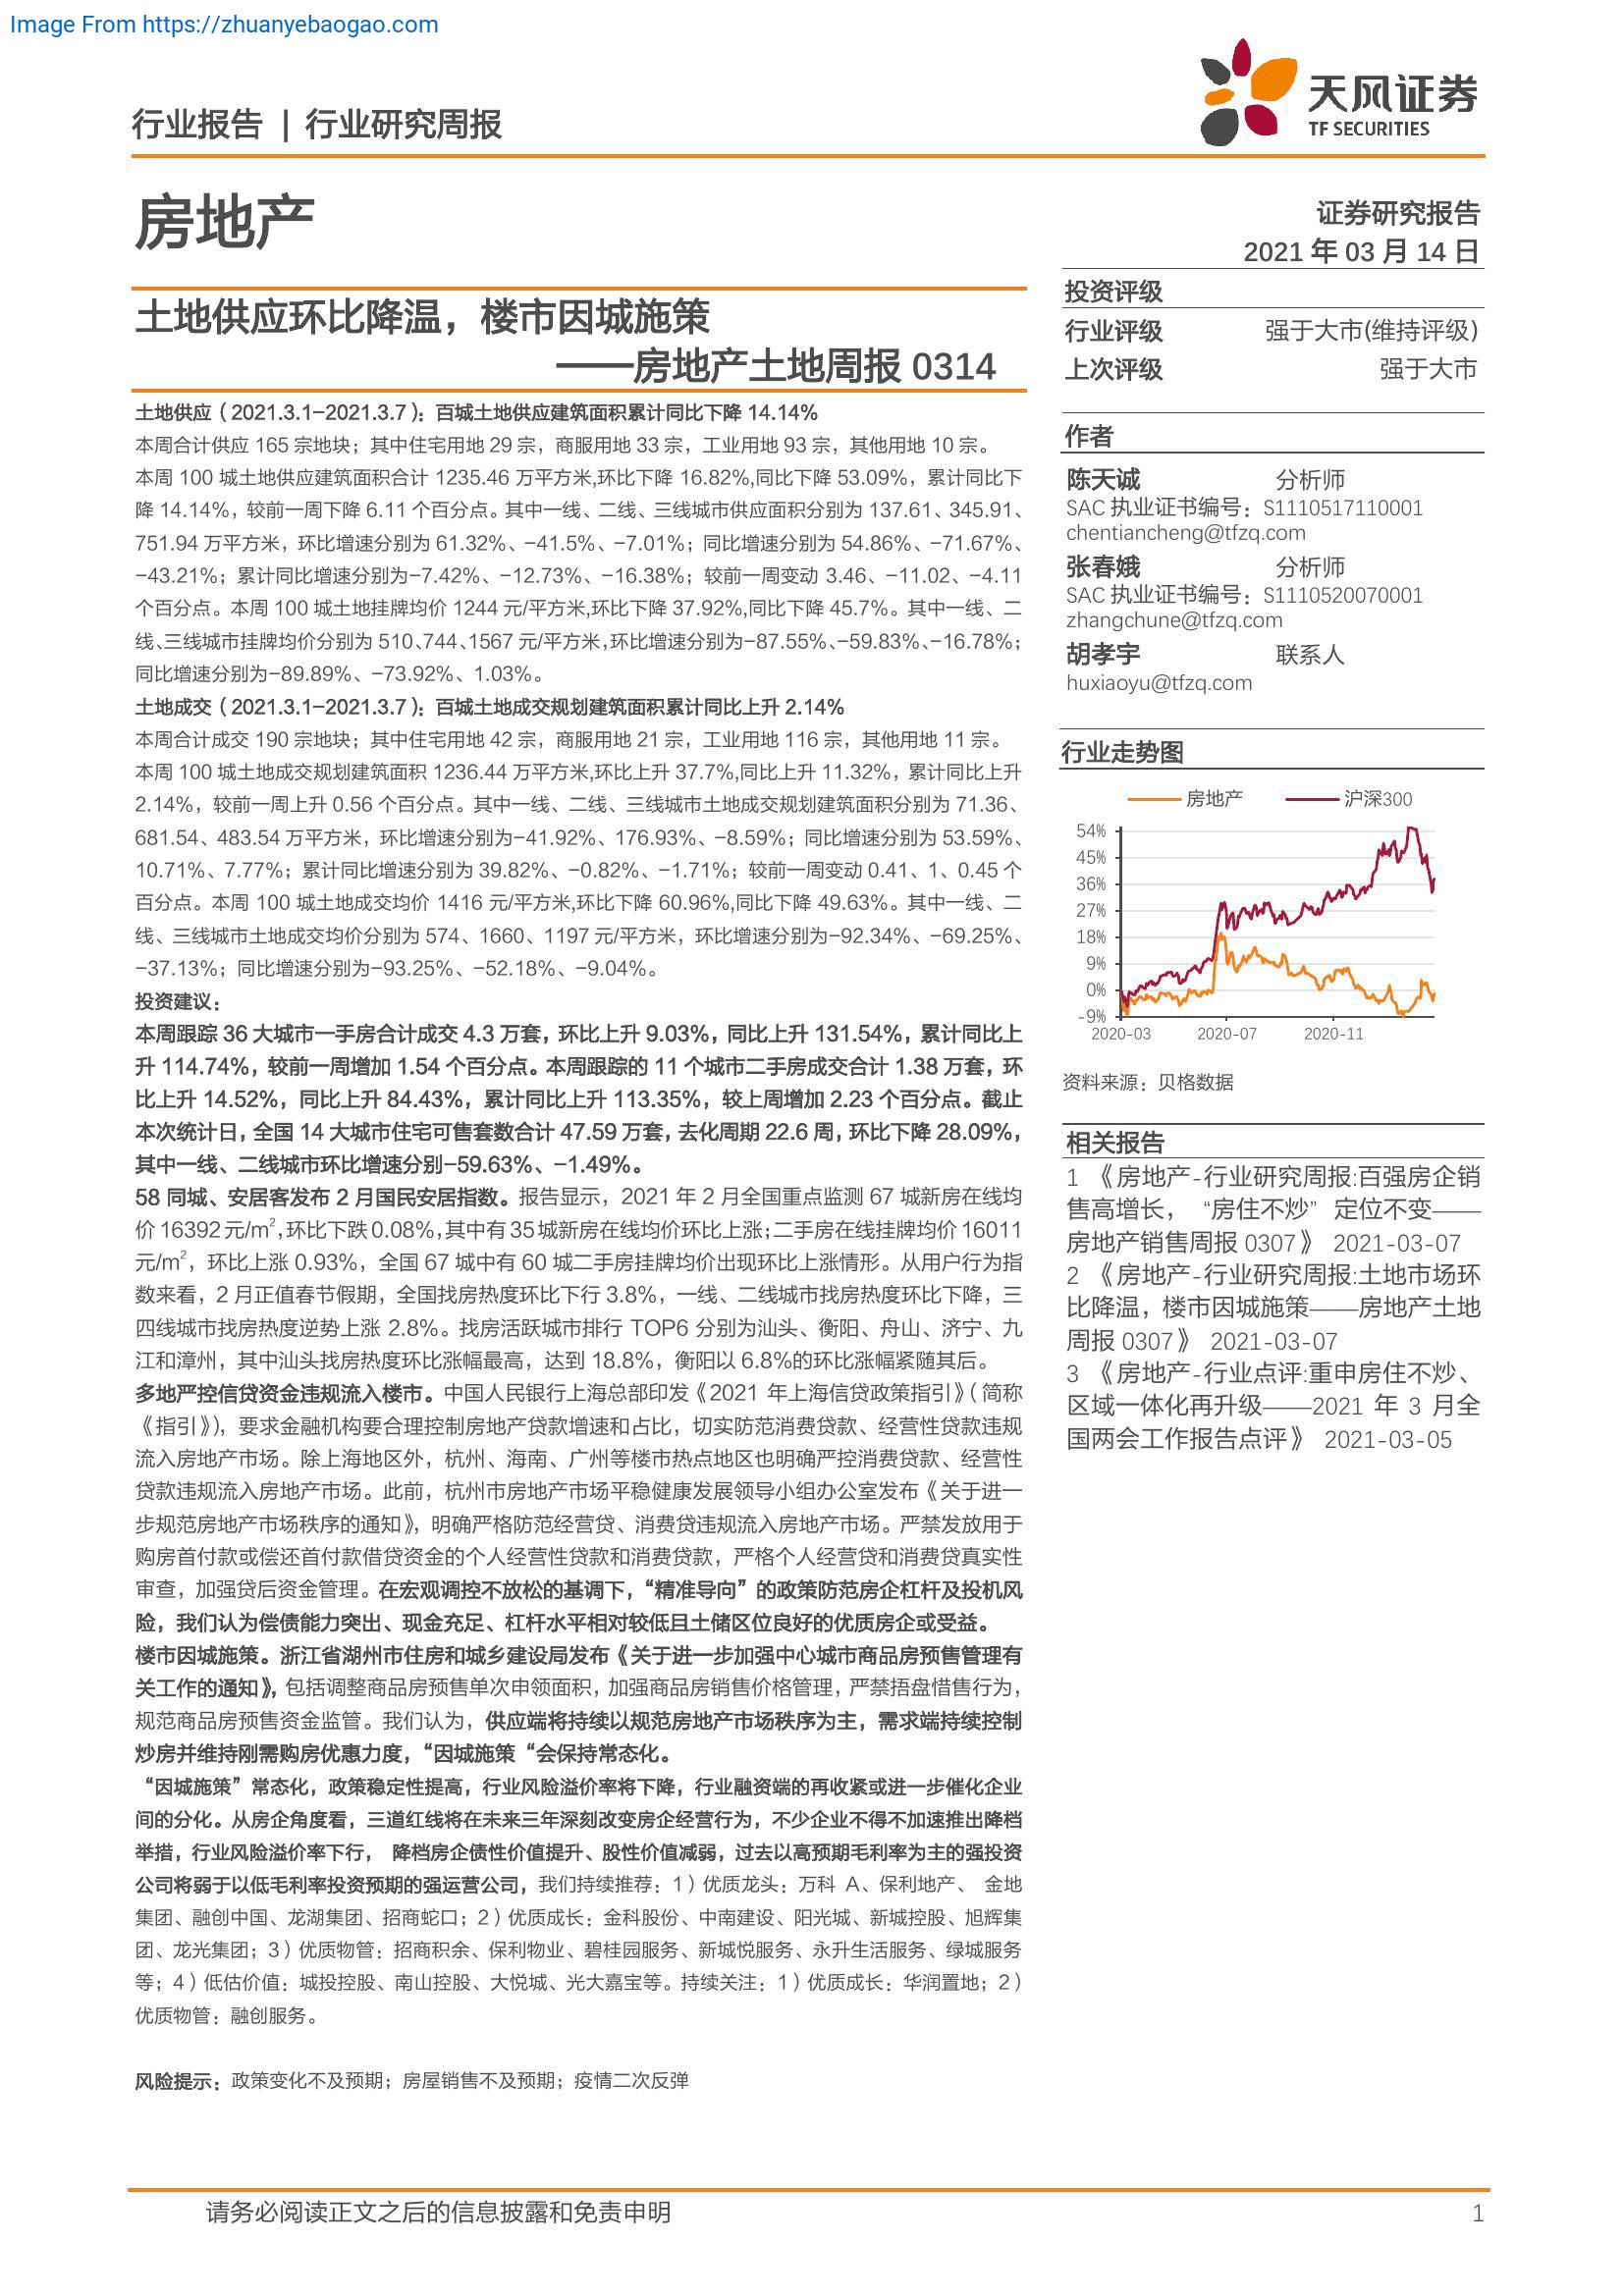 Image From https://zhuanyebaogao.com
天风证券
TF SECURITIES
行业报告 | 行业研究周报
房地产
证券研究报告
2021 年 03 月 14 日
土地供应环比降温，楼市因城施策
——房地产土地周报 0314
土地供应（2021.3.1-2021.3.7）：百城土地供应建筑面积累计同比下降 14.14%
本周合计供应 165 宗地块；其中住宅用地 29 宗，商服用地 33 宗，工业用地 93 宗，其他用地 10 宗。
本周 100 城土地供应建筑面积合计 1235.46 万平方米,环比下降 16.82%,同比下降 53.09%，累计同比下
降 14.14%，较前一周下降 6.11 个百分点。其中一线、二线、三线城市供应面积分别为 137.61、345.91、
751.94 万平方米，环比增速分别为 61.32%、-41.5%、-7.01%；同比增速分别为 54.86%、-71.67%、
-43.21%；累计同比增速分别为-7.42%、-12.73%、-16.38%；较前一周变动 3.46、-11.02、-4.11
个百分点。本周 100 城土地挂牌均价 1244 元/平方米,环比下降 37.92%,同比下降 45.7%。其中一线、二
线、三线城市挂牌均价分别为 510、744、1567 元/平方米，环比增速分别为-87.55%、-59.83%、-16.78%；
同比增速分别为-89.89%、-73.92%、1.03%。
土地成交（2021.3.1-2021.3.7）：百城土地成交规划建筑面积累计同比上升 2.14%
本周合计成交 190 宗地块；其中住宅用地 42 宗，商服用地 21 宗，工业用地 116 宗，其他用地 11 宗。
本周 100 城土地成交规划建筑面积 1236.44 万平方米,环比上升 37.7%,同比上升 11.32%，累计同比上升
2.14%，较前一周上升 0.56 个百分点。其中一线、二线、三线城市土地成交规划建筑面积分别为 71.36、
681.54、483.54 万平方米，环比增速分别为-41.92%、176.93%、-8.59%；同比增速分别为 53.59%、
10.71%、7.77%；累计同比增速分别为 39.82%、-0.82%、-1.71%；较前一周变动 0.41、1、0.45 个
百分点。本周 100 城土地成交均价 1416 元/平方米,环比下降 60.96%,同比下降 49.63%。其中一线、二
线、三线城市土地成交均价分别为 574、1660、1197 元/平方米，环比增速分别为-92.34%、-69.25%、
-37.13%；同比增速分别为-93.25%、-52.18%、-9.04%。
投资建议：
本周跟踪 36 大城市一手房合计成交 4.3 万套，环比上升 9.03%，同比上升 131.54%，累计同比上
升 114.74%，较前一周增加 1.54 个百分点。本周跟踪的 11 个城市二手房成交合计 1.38 万套，环
比上升 14.52%，同比上升 84.43%，累计同比上升 113.35%，较上周增加 2.23 个百分点。截止
本次统计日，全国 14 大城市住宅可售套数合计 47.59 万套，去化周期 22.6 周，环比下降 28.09%，
其中一线、二线城市环比增速分别-59.63%、-1.49%。
58 同城、安居客发布 2 月国民安居指数。报告显示，2021 年 2 月全国重点监测 67 城新房在线均
价 16392 元/m²，环比下跌 0.08%，其中有 35 城新房在线均价环比上涨；二手房在线挂牌均价 16011
元/m²，环比上涨 0.93%，全国 67 城中有 60 城二手房挂牌均价出现环比上涨情形。从用户行为指
数来看，2 月正值春节假期，全国找房热度环比下行 3.8%，一线、二线城市找房热度环比下降，三
四线城市找房热度逆势上涨 2.8%。找房活跃城市排行 TOP6 分别为汕头、衡阳、舟山、济宁、九
江和漳州，其中汕头找房热度环比涨幅最高，达到 18.8%，衡阳以 6.8%的环比涨幅紧随其后。
多地严控信贷资金违规流入楼市。中国人民银行上海总部印发《2021 年上海信贷政策指引》（简称
《指引》），要求金融机构要合理控制房地产贷款增速和占比，切实防范消费贷款、经营性贷款违规
流入房地产市场。除上海地区外，杭州、海南、广州等楼市热点地区也明确严控消费贷款、经营性
贷款违规流入房地产市场。此前，杭州市房地产市场平稳健康发展领导小组办公室发布《关于进一
步规范房地产市场秩序的通知》，明确严格防范经营贷、消费贷违规流入房地产市场。严禁发放用于
购房首付款或偿还首付款借贷资金的个人经营性贷款和消费贷款，严格个人经营贷和消费贷真实性
审查，加强贷后资金管理。在宏观调控不放松的基调下，“精准导向”的政策防范房企杠杆及投机风
险，我们认为偿债能力突出、现金充足、杠杆水平相对较低且土储区位良好的优质房企或受益。
楼市因城施策。浙江省湖州市住房和城乡建设局发布《关于进一步加强中心城市商品房预售管理有
关工作的通知》，包括调整商品房预售单次申领面积，加强商品房销售价格管理，严禁捂盘惜售行为，
规范商品房预售资金监管。我们认为，供应端将持续以规范房地产市场秩序为主，需求端持续控制
炒房并维持刚需购房优惠力度，“因城施策“会保持常态化。
“因城施策”常态化，政策稳定性提高，行业风险溢价率将下降，行业融资端的再收紧或进一步催化企业
间的分化。从房企角度看，三道红线将在未来三年深刻改变房企经营行为，不少企业不得不加速推出降档
举措，行业风险溢价率下行， 降档房企债性价值提升、股性价值减弱，过去以高预期毛利率为主的强投资
公司将弱于以低毛利率投资预期的强运营公司，我们持续推荐：1）优质龙头：万科 A、保利地产、 金地
集团、融创中国、龙湖集团、招商蛇口；2）优质成长：金科股份、中南建设、阳光城、新城控股、旭辉集
团、龙光集团；3）优质物管：招商积余、保利物业、碧桂园服务、新城悦服务、永升生活服务、绿城服务
等；4）低估价值：城投控股、南山控股、大悦城、光大嘉宝等。持续关注：1）优质成长：华润置地；2）
优质物管：融创服务。
风险提示：政策变化不及预期；房屋销售不及预期；疫情二次反弹
投资评级
行业评级 强于大市(维持评级)
上次评级 强于大市
作者
陈天诚 分析师
SAC 执业证书编号：S1110517110001
chentiancheng@tfzq.com
张春娥 分析师
SAC 执业证书编号：S1110520070001
zhangchune@tfzq.com
胡孝宇 联系人
huxiaoyu@tfzq.com
行业走势图
房地产 沪深300
54%
45%
36%
27%
18%
9%
0%
-9%
2020-03 2020-07 2020-11
资料来源：贝格数据
相关报告
1 《房地产-行业研究周报:百强房企销
售高增长， “房住不炒” 定位不变——
房地产销售周报 0307》 2021-03-07
2 《房地产-行业研究周报:土地市场环
比降温，楼市因城施策——房地产土地
周报 0307》 2021-03-07
3 《房地产-行业点评:重申房住不炒、
区域一体化再升级——2021 年 3 月全
国两会工作报告点评》 2021-03-05
请务必阅读正文之后的信息披露和免责申明 1